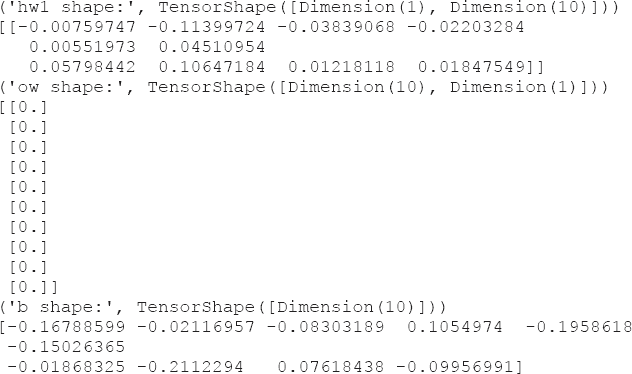 ('hw1 shape:', TensorShape([Dimension(1), Dimension(10)]))
[[-0.00759747 -0.11399724 -0.03839068 -0.02203284
0.00551973 0.04510954
0.05798442 0.10647184 0.01218118 0.01847549]]
('ow shape:', TensorShape([Dimension(10), Dimension(1)]))
[[0.]
[0.]
[0.]
[0.]
[0.]
[0.]
[0.]
[0.]
[0.]
[0.]]
('b shape:', TensorShape([Dimension(10)]))
[-0.16788599 -0.02116957 -0.08303189 0.1054974 -0.1958618
-0.15026365
-0.01868325 -0.2112294 0.07618438 -0.09956991]